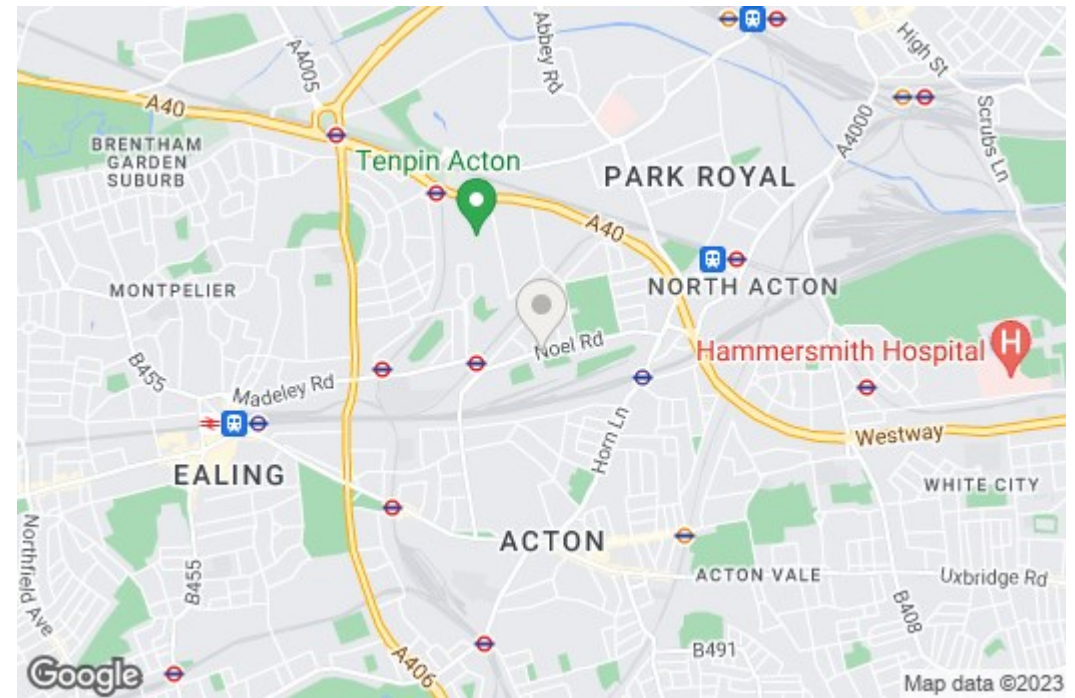 Abbey Rd
High St
A4005
A40
Scrubs Ln
A4000
BRENTHAM
GARDEN
SUBURB
Tenpin Acton
PARK ROYAL
A40
MONTPELIER
NORTH ACTON
Noel Rd
Hammersmith Hospital
H
B455
Madeley Rd
Horn Ln
Westway
EALING
WHITE CITY
Northfield Ave
ACTON
ACTON VALE
Uxbridge Rd
B455
B408
B491
A406
Google
Map data ©2023